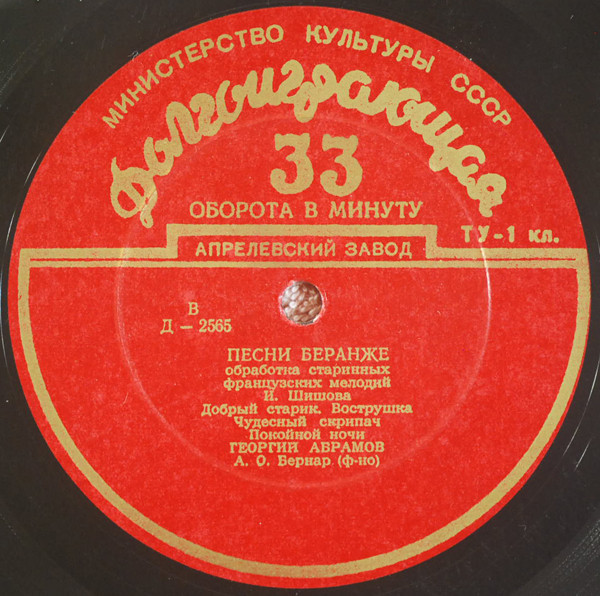 МИНИСТЕРСТВО КУЛЬТУРЫ СССР
Долгоиграющая
33
ОБОРОТА В МИНУТУ
ТУ-1 кл.
АПРЕЛЕВСКИЙ ЗАВОД
В
Д — 2565
ПЕСНИ БЕРАНЖЕ
обработка старинных
французских мелодий
И. Шишова
Добрый старик. Вострушка
Чудесный скрипач
Покойной ночи
ГЕОРГИЙ АБРАМОВ
А. О. Бернар (ф-но)